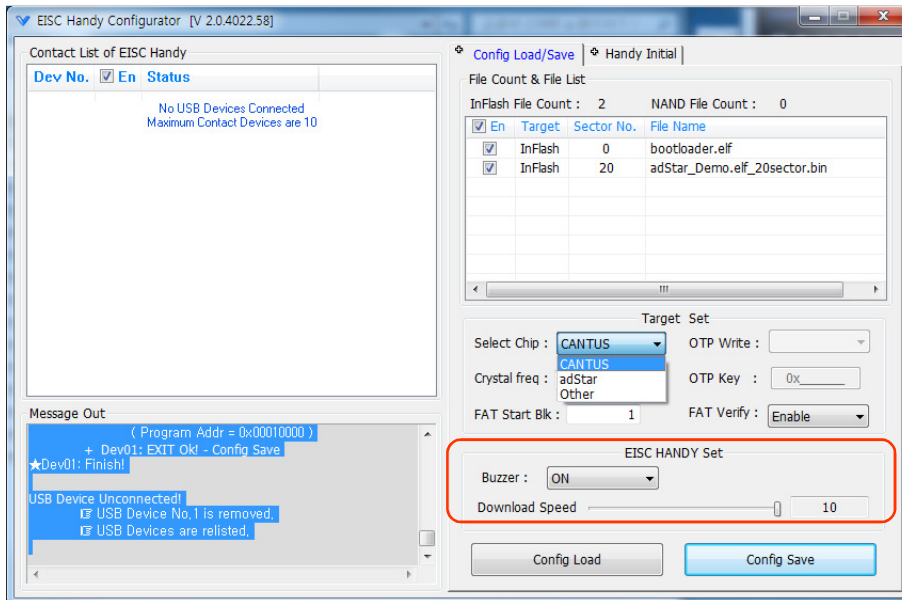 EISC Handy Configurator [V 2.0.4022.58]
Contact List of EISC Handy
Dev No. En Status
No USB Devices Connected
Maximum Contact Devices are 10
Message Out
( Program Addr = 0x00010000 )
+ Dev01: EXIT Ok! - Config Save
★Dev01: Finish!
USB Device Unconnected!
☞ USB Device No.1 is removed,
☞ USB Devices are relisted,
Config Load/Save Handy Initial
File Count & File List
InFlash File Count : 2 NAND File Count : 0
En Target Sector No. File Name
InFlash 0 bootloader.elf
InFlash 20 adStar_Demo.elf_20sector.bin
Target Set
Select Chip : CANTUS OTP Write :
CANTUS
Crystal freq : adStar OTP Key : 0x______
Other
FAT Start Blk : 1 FAT Verify : Enable
EISC HANDY Set
Buzzer : ON
Download Speed 10
Config Load Config Save